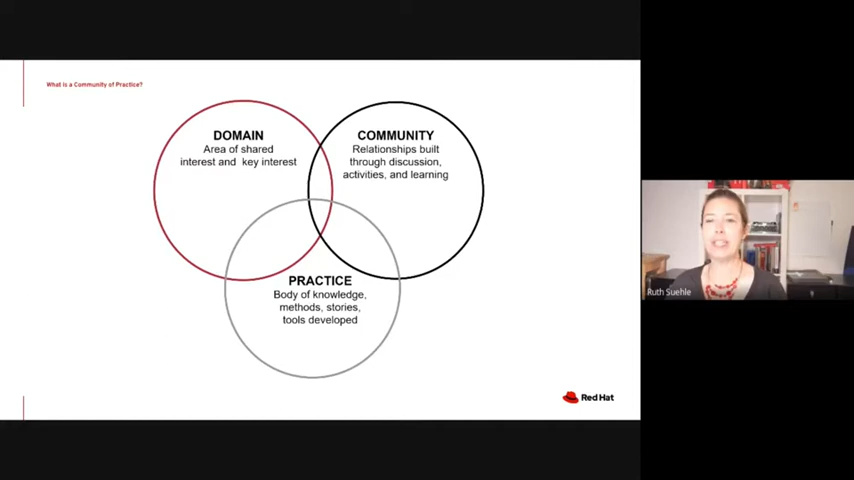 What is a Community of Practice?
DOMAIN
Area of shared
interest and key interest
COMMUNITY
Relationships built
through discussion,
activities, and learning
PRACTICE
Body of knowledge,
methods, stories,
tools developed
Red Hat
Ruth Suehle